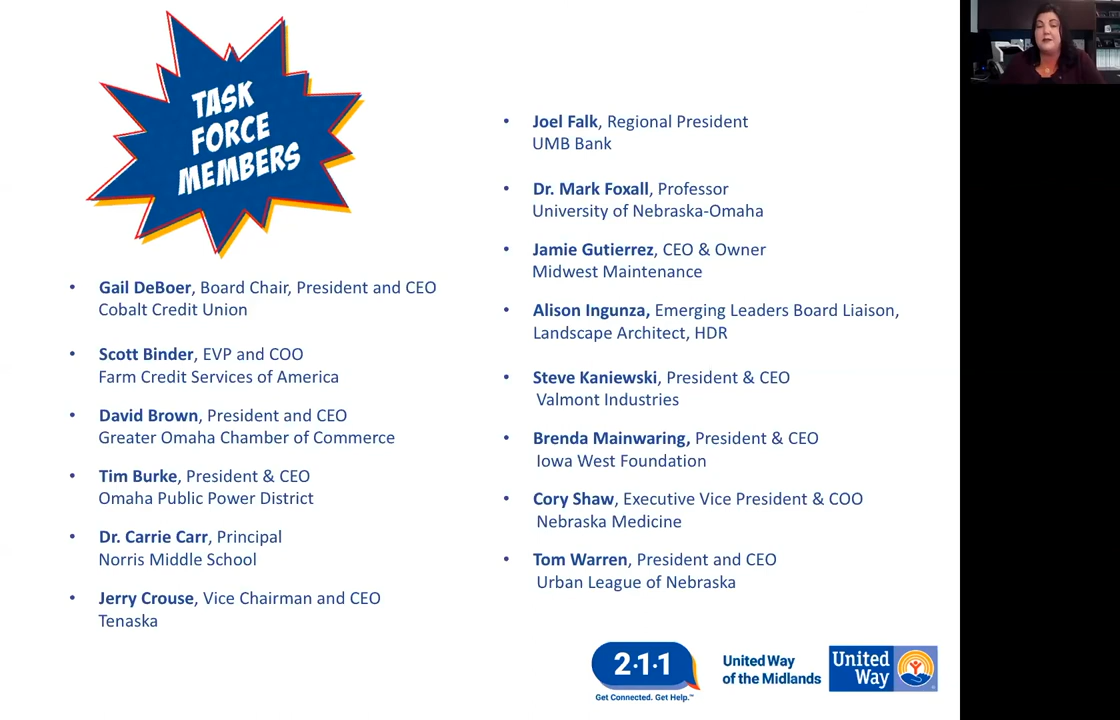 TASK
FORCE
MEMBERS
• Gail DeBoer, Board Chair, President and CEO
Cobalt Credit Union
• Scott Binder, EVP and COO
Farm Credit Services of America
• David Brown, President and CEO
Greater Omaha Chamber of Commerce
• Tim Burke, President & CEO
Omaha Public Power District
• Dr. Carrie Carr, Principal
Norris Middle School
• Jerry Crouse, Vice Chairman and CEO
Tenaska
• Joel Falk, Regional President
UMB Bank
• Dr. Mark Foxall, Professor
University of Nebraska-Omaha
• Jamie Gutierrez, CEO & Owner
Midwest Maintenance
• Alison Ingunza, Emerging Leaders Board Liaison,
Landscape Architect, HDR
• Steve Kaniewski, President & CEO
Valmont Industries
• Brenda Mainwaring, President & CEO
Iowa West Foundation
• Cory Shaw, Executive Vice President & COO
Nebraska Medicine
• Tom Warren, President and CEO
Urban League of Nebraska
2·1·1
Get Connected. Get Help.™
United Way
of the Midlands
United
Way